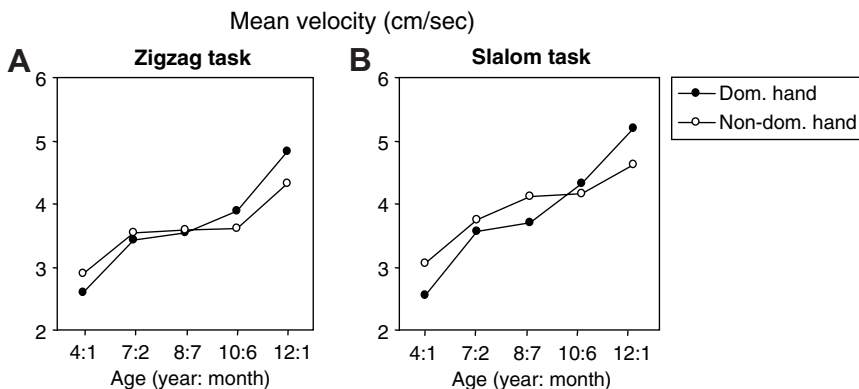 Mean velocity (cm/sec)
A Zigzag task
B Slalom task
Dom. hand
Non-dom. hand
6
5
4
3
2
4:1 7:2 8:7 10:6 12:1
Age (year: month)
6
5
4
3
2
4:1 7:2 8:7 10:6 12:1
Age (year: month)